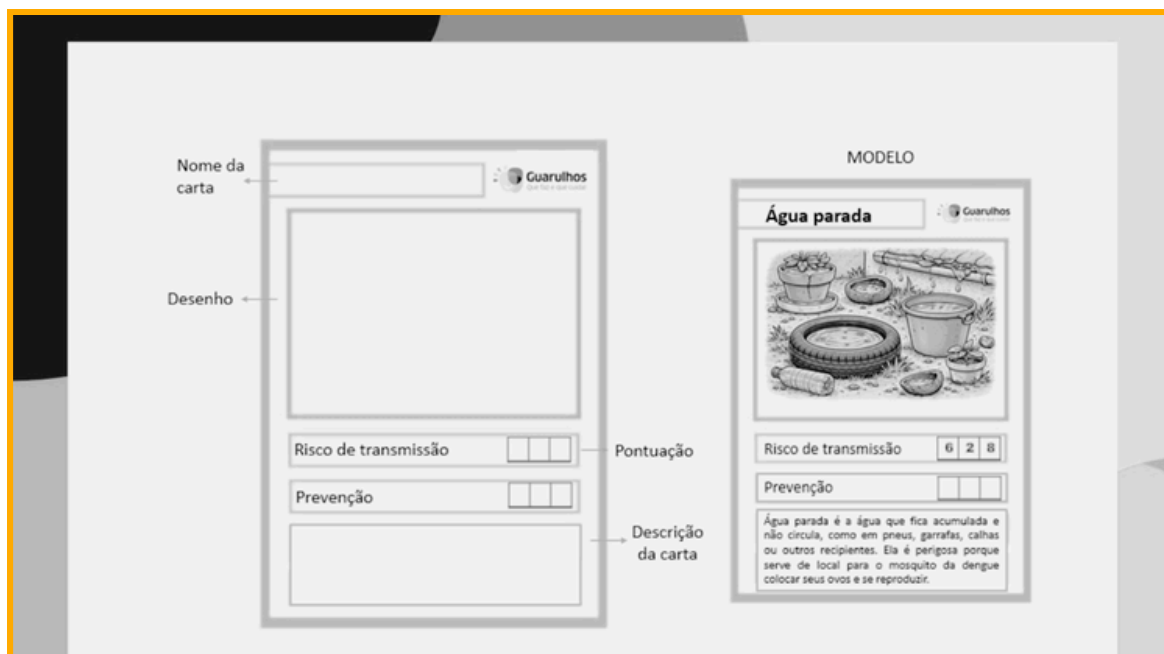 Nome da
carta
Guarulhos
Desenho
Risco de transmissão
Pontuação
Prevenção
Descrição
da carta
MODELO
Água parada
Guarulhos
Risco de transmissão 6 2 8
Prevenção
Água parada é a água que fica acumulada e
não circula, como em pneus, garrafas, calhas
ou outros recipientes. Ela é perigosa porque
serve de local para o mosquito da dengue
colocar seus ovos e se reproduzir.